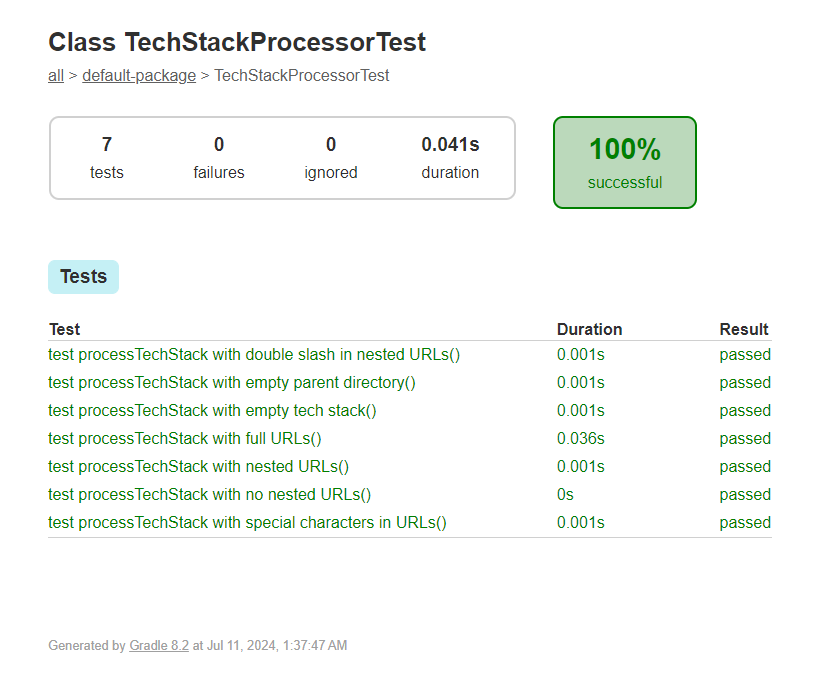 Class TechStackProcessorTest
all > default-package > TechStackProcessorTest
7 0 0 0.041s
tests failures ignored duration
100%
successful
Tests
Test Duration Result
test processTechStack with double slash in nested URLs() 0.001s passed
test processTechStack with empty parent directory() 0.001s passed
test processTechStack with empty tech stack() 0.001s passed
test processTechStack with full URLs() 0.036s passed
test processTechStack with nested URLs() 0.001s passed
test processTechStack with no nested URLs() 0s passed
test processTechStack with special characters in URLs() 0.001s passed
Generated by Gradle 8.2 at Jul 11, 2024, 1:37:47 AM